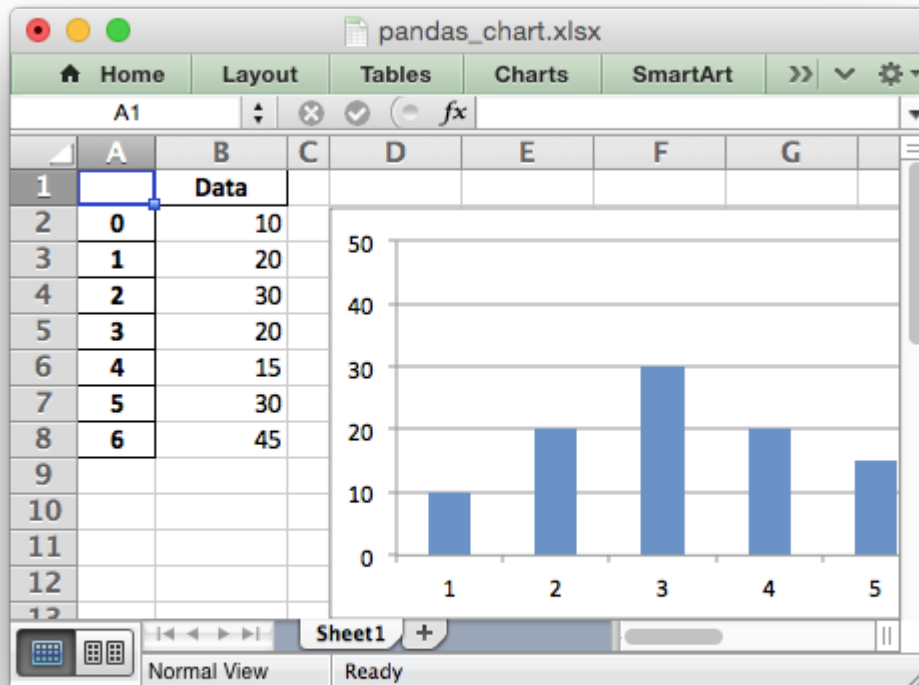 pandas_chart.xlsx
Home Layout Tables Charts SmartArt
A1 fx
A B C D E F G
1 Data
2 0 10
3 1 20
4 2 30
5 3 20
6 4 15
7 5 30
8 6 45
9
10
11
12
13
50
40
30
20
10
0
1 2 3 4 5
Sheet1 +
Normal View Ready